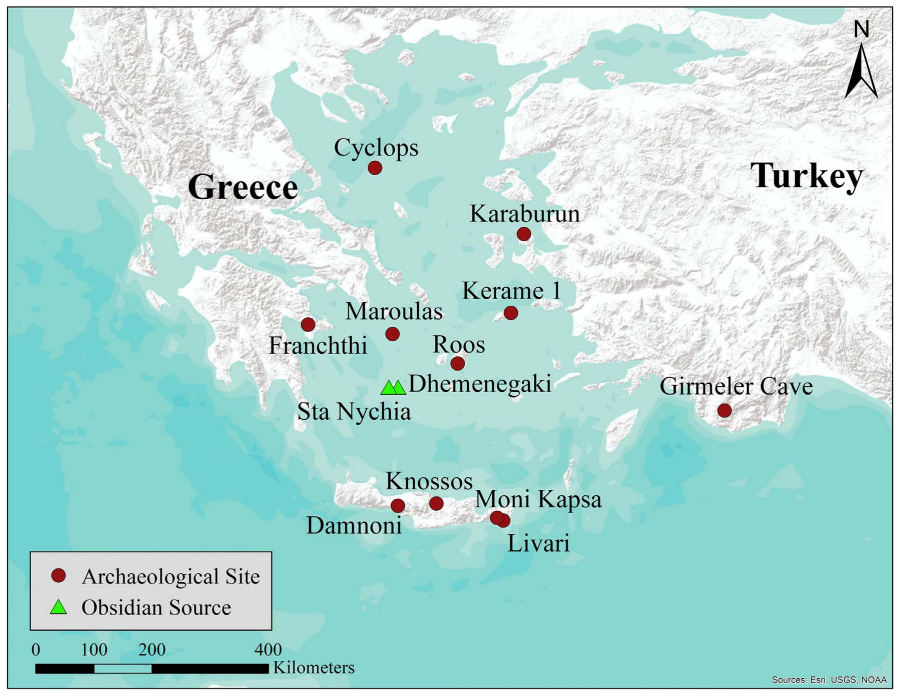 N
Cyclops
Greece
Turkey
Karaburun
Kerame 1
Maroulas
Franchthi
Roos
Dhemenegaki
Girmeler Cave
Sta Nychia
Knossos
Moni Kapsa
Damnoni
Livari
Archaeological Site
Obsidian Source
0 100 200 400
Kilometers
Sources: Esri, USGS, NOAA